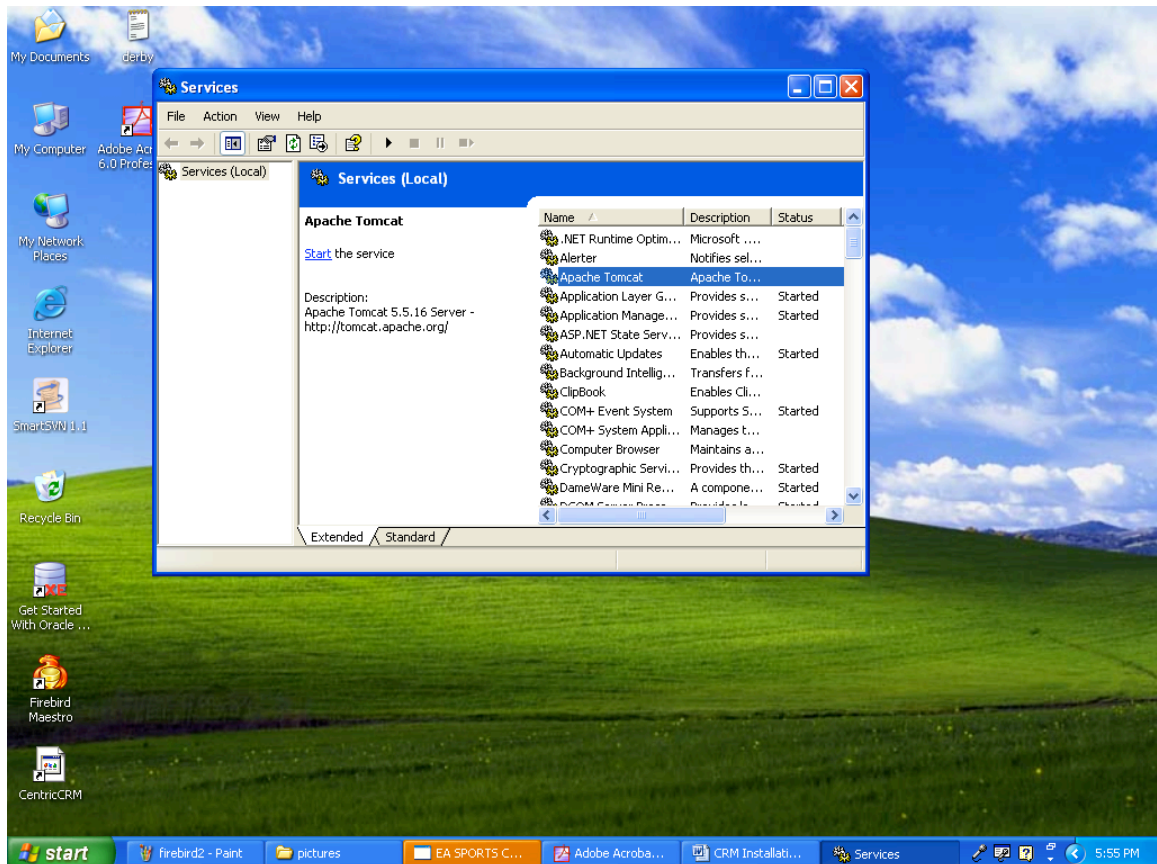 My Documents
derby
My Computer
Adobe Acr
6.0 Profes
My Network
Places
Internet
Explorer
SmartSVN 1.1
Recycle Bin
Get Started
With Oracle ...
Firebird
Maestro
CentricCRM
Services
File Action View Help
Services (Local)
Services (Local)
Apache Tomcat
Start the service
Description:
Apache Tomcat 5.5.16 Server -
http://tomcat.apache.org/
Name Description Status
.NET Runtime Optim... Microsoft ....
Alerter Notifies sel...
Apache Tomcat Apache To...
Application Layer G... Provides s... Started
Application Manage... Provides s... Started
ASP.NET State Serv... Provides s...
Automatic Updates Enables th... Started
Background Intellig... Transfers f...
ClipBook Enables Cli...
COM+ Event System Supports S... Started
COM+ System Appli... Manages t...
Computer Browser Maintains a...
Cryptographic Servi... Provides th... Started
DameWare Mini Re... A compone... Started
Extended Standard
start
firebird2 - Paint
pictures
EA SPORTS C...
Adobe Acroba...
CRM Installati...
Services
5:55 PM